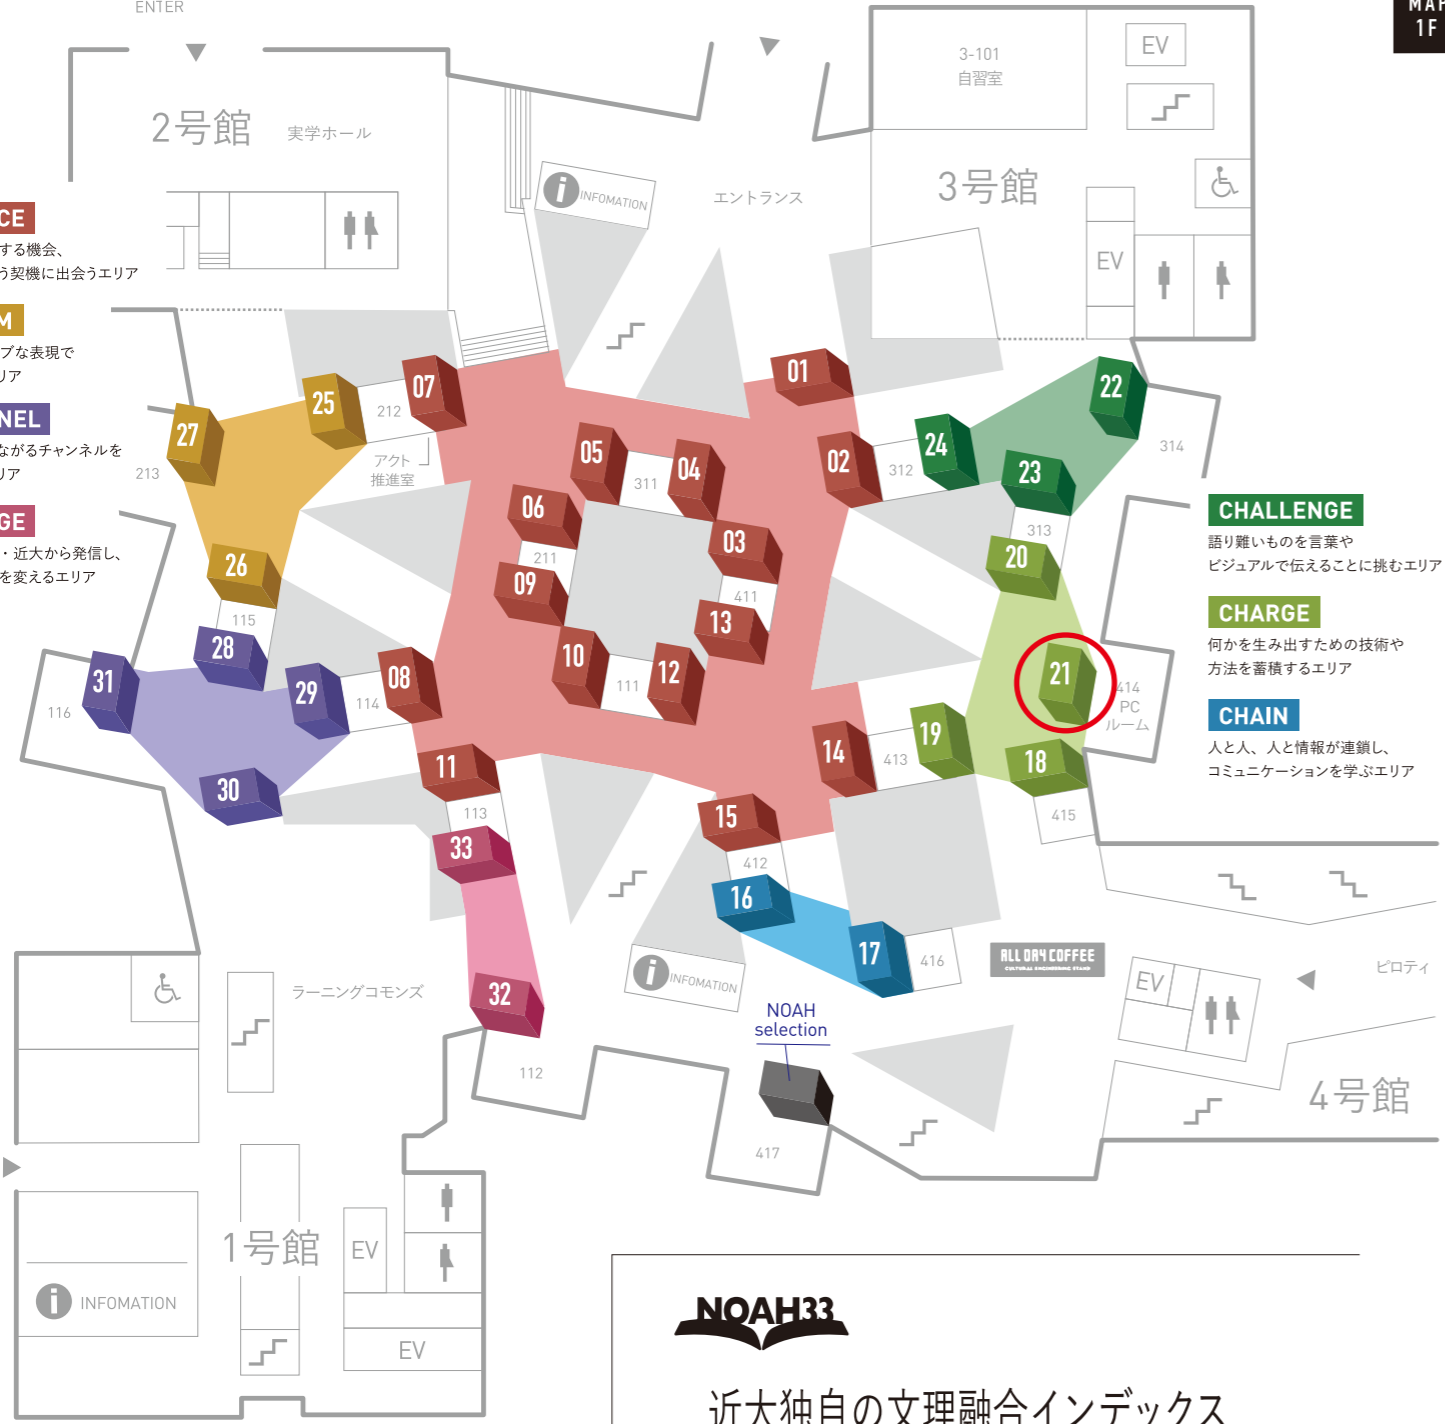 ENTER
MAP
1F
2号館
実学ホール
INFOMATION
エントランス
3-101
自習室
EV
3号館
EV
CE
する機会、
う契機に出会うエリア
M
ブな表現で
リア
NEL
ながるチャンネルを
リア
GE
・近大から発信し、
を変えるエリア
01
02
03
04
05
06
07
08
09
10
11
12
13
14
15
16
17
18
19
20
21
22
23
24
25
26
27
28
29
30
31
32
33
212
アクト
推進室
213
311
211
411
111
312
314
313
115
116
114
113
413
412
414
PC
ルーム
415
416
CHALLENGE
語り難いものを言葉や
ビジュアルで伝えることに挑むエリア
CHARGE
何かを生み出すための技術や
方法を蓄積するエリア
CHAIN
人と人、人と情報が連鎖し、
コミュニケーションを学ぶエリア
ラーニングコモンズ
INFOMATION
ALL DAY COFFEE
CULTURAL ENGINEERING STAND
EV
ピロティ
NOAH
selection
112
417
4号館
1号館
EV
INFOMATION
EV
NOAH33
近大独自の文理融合インデックス